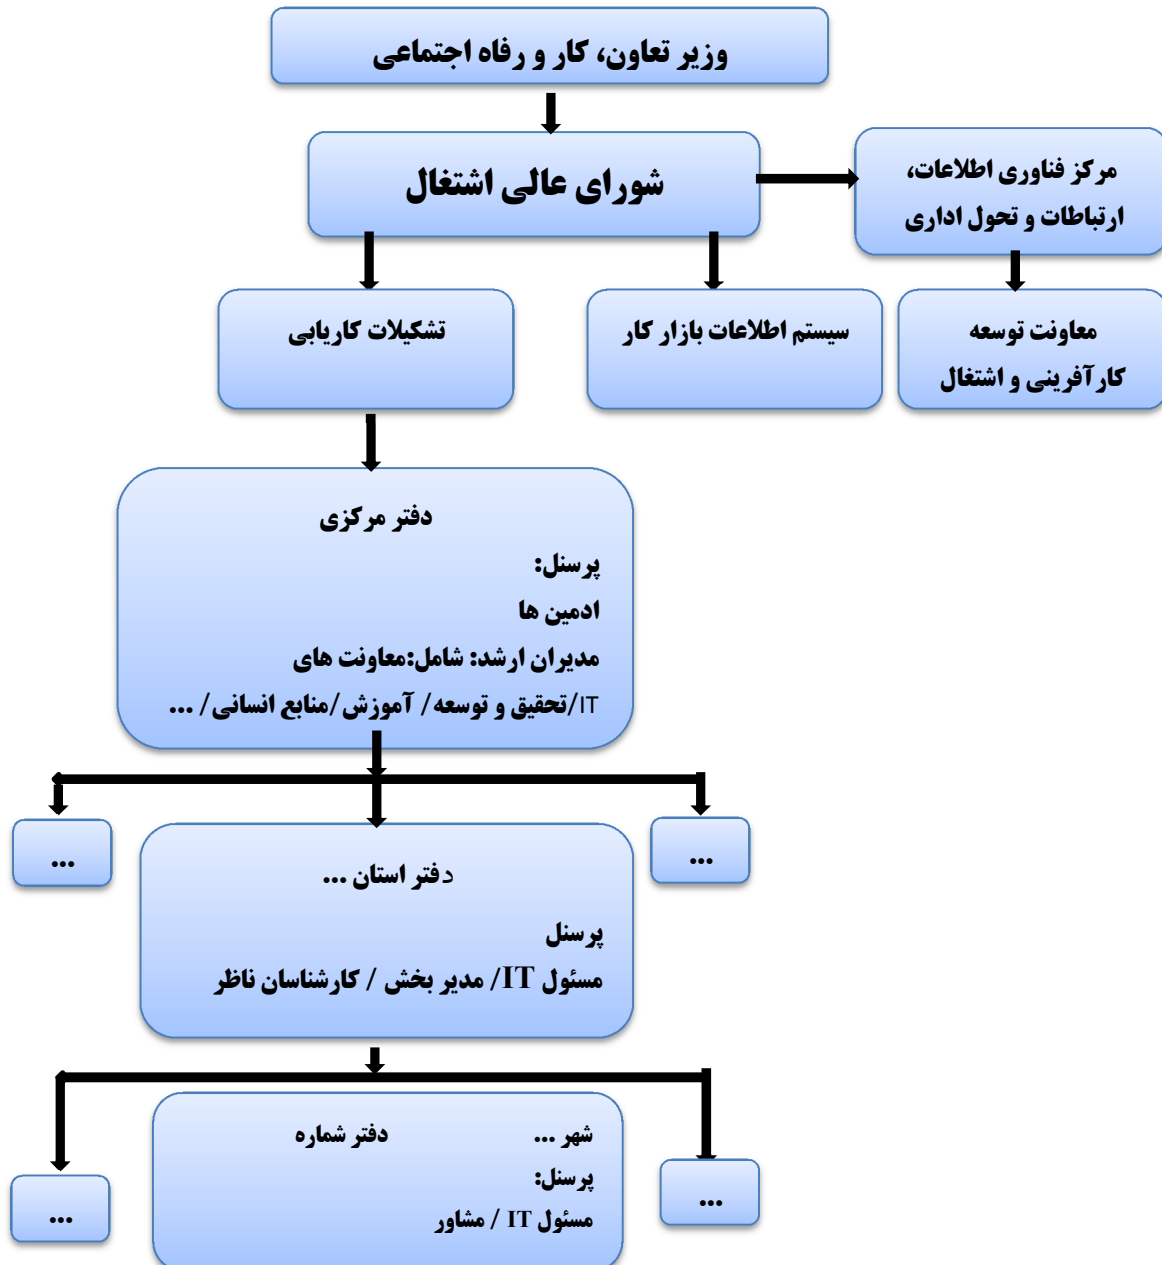 وزیر تعاون، کار و رفاه اجتماعی
شورای عالی اشتغال
مرکز فناوری اطلاعات،
ارتباطات و تحول اداری
تشکیلات کاریابی
سیستم اطلاعات بازار کار
معاونت توسعه
کارآفرینی و اشتغال
دفتر مرکزی
پرسنل:
ادمین ها
مدیران ارشد: شامل:معاونت های
IT/تحقیق و توسعه/ آموزش/منابع انسانی/ ...
...
دفتر استان ...
پرسنل
مسئول IT/ مدیر بخش / کارشناسان ناظر
...
...
شهر ... دفتر شماره
پرسنل:
مسئول IT / مشاور
...